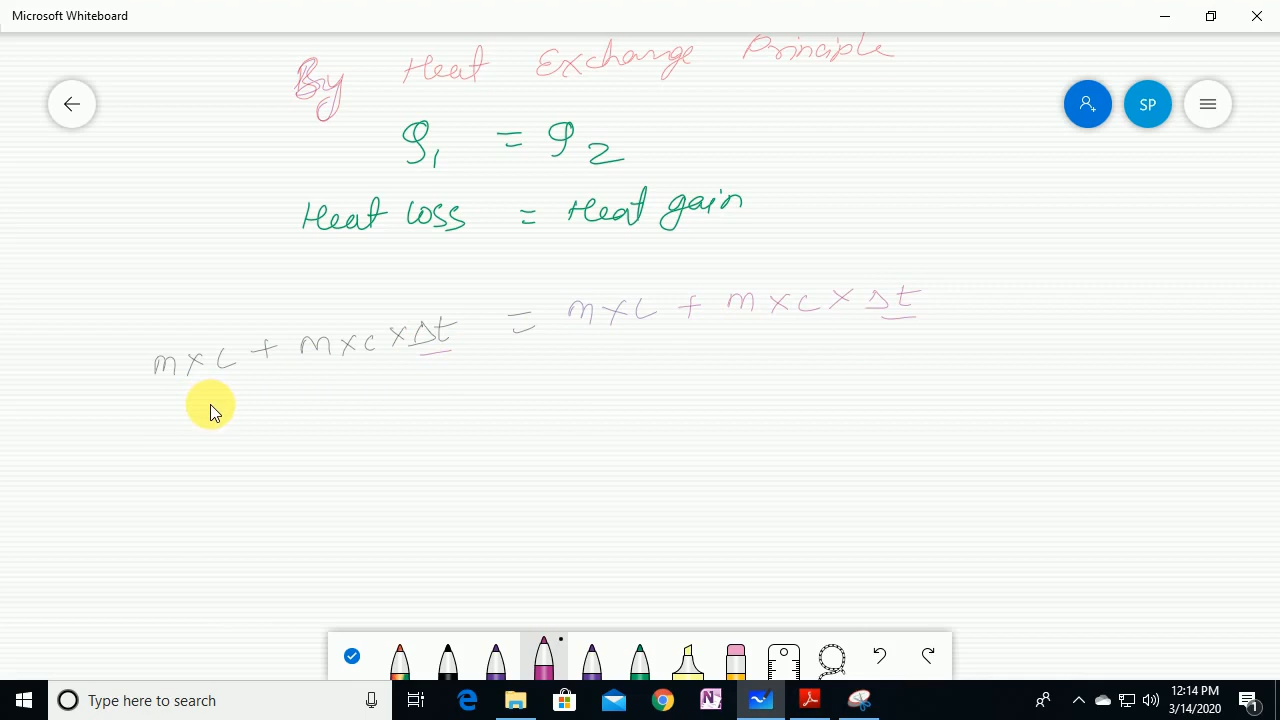 Microsoft Whiteboard
By Heat Exchange Principle
SP
Q₁ = Q₂
Heat loss = Heat gain
m×L + m×c×Δt = m×L + m×c×Δt
Type here to search
12:14 PM
3/14/2020
1